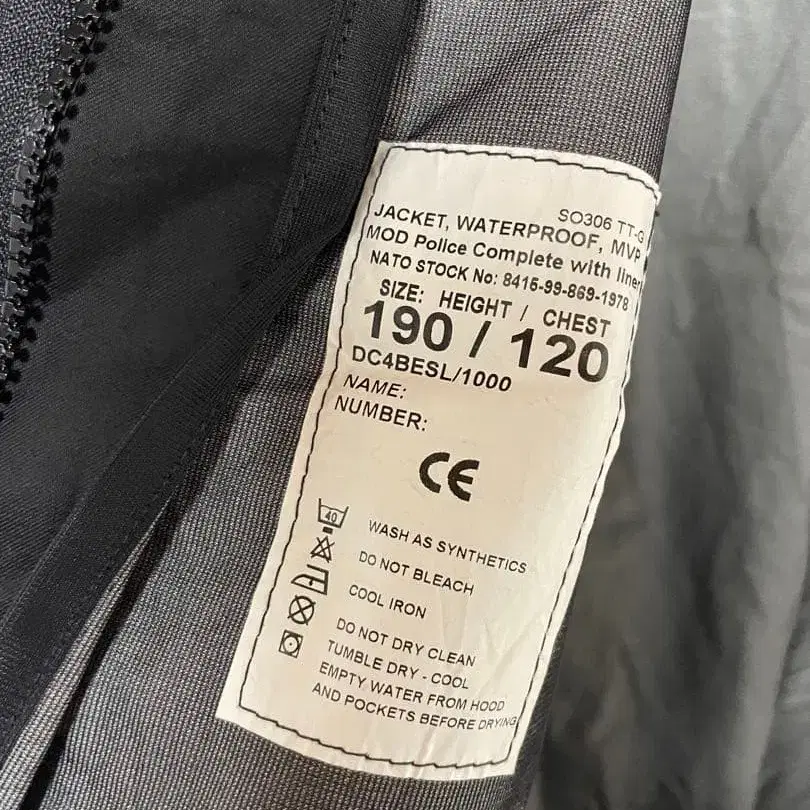 SO306 TT-G
JACKET, WATERPROOF, MVP
MOD Police Complete with liner
NATO STOCK No: 8415-99-869-1978
SIZE: HEIGHT / CHEST
190 / 120
DC4BESL/1000
NAME:
NUMBER:
CE
40
WASH AS SYNTHETICS
DO NOT BLEACH
COOL IRON
DO NOT DRY CLEAN
TUMBLE DRY - COOL
EMPTY WATER FROM HOOD
AND POCKETS BEFORE DRYING